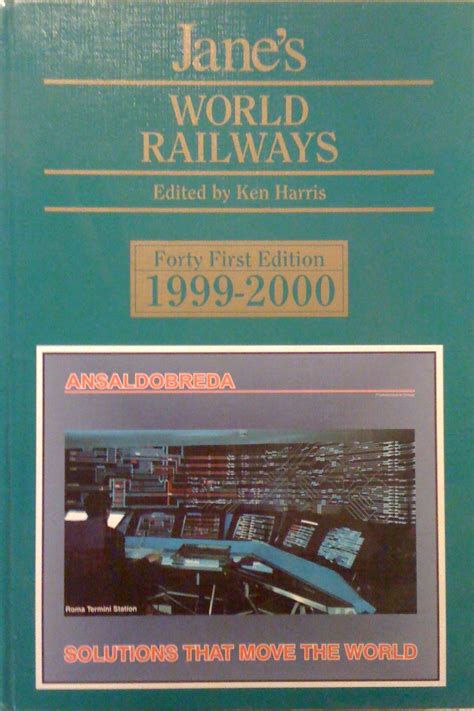 Jane's
WORLD
RAILWAYS
Edited by Ken Harris
Forty First Edition
1999-2000
ANSALDOBREDA
Roma Termini Station
SOLUTIONS THAT MOVE THE WORLD